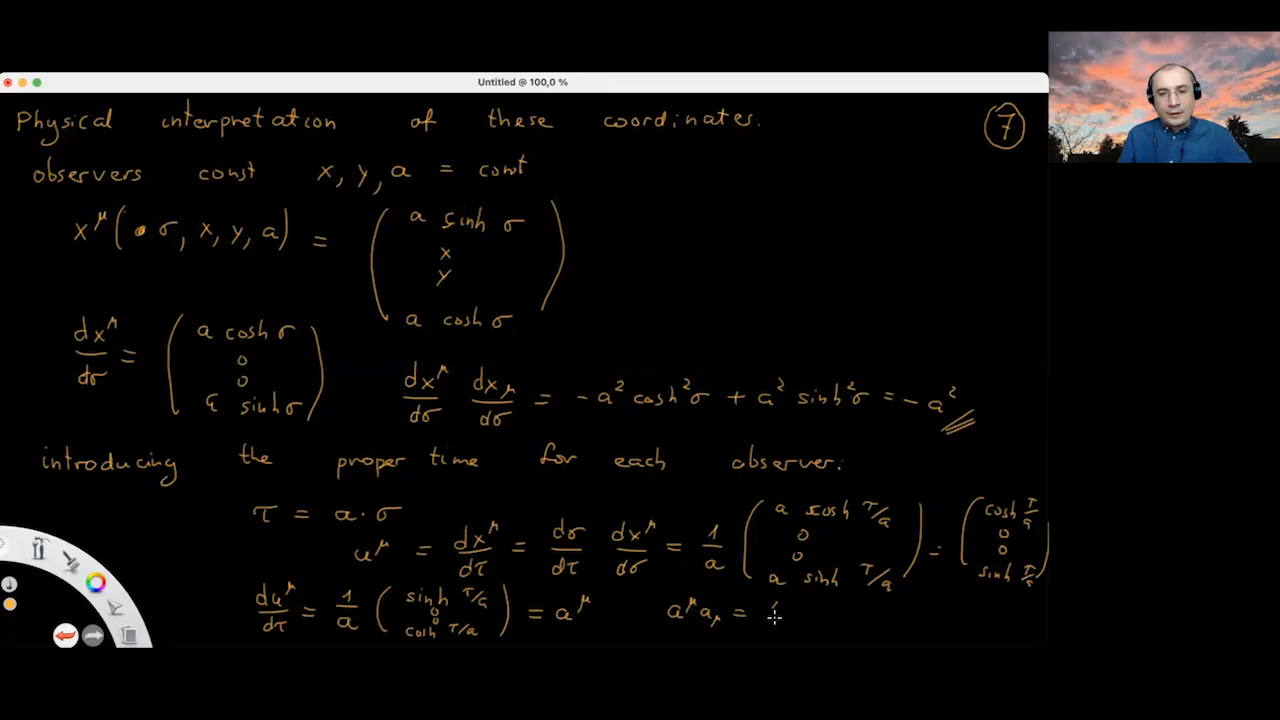 Untitled @ 100,0 %
Physical interpretation of these coordinates. 7
observers const x, y, a = const
x^μ (σ, x, y, a) = ( a sinh σ
x
y
a cosh σ )
dx^μ/dσ = ( a cosh σ
0
0
a sinh σ )
dx^μ/dσ dx_μ/dσ = - a² cosh²σ + a² sinh²σ = - a²
introducing the proper time for each observer:
τ = a · σ
u^μ = dx^μ/dτ = dσ/dτ dx^μ/dσ = 1/a ( a cosh τ/a
0
0
a sinh τ/a ) = ( cosh τ/a
0
0
sinh τ/a )
du^μ/dτ = 1/a ( sinh τ/a
0
0
cosh τ/a ) = a^μ a^μ a_μ =